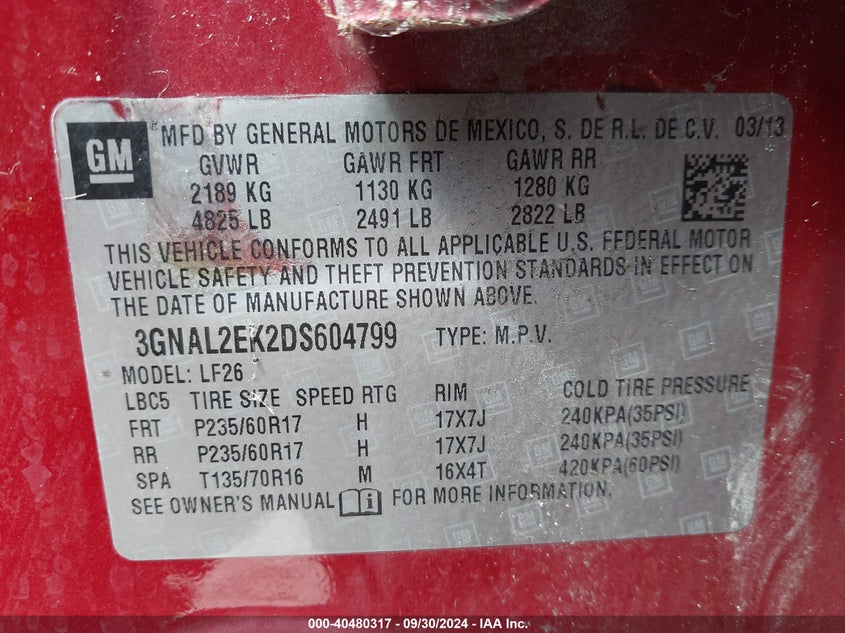 GM
MFD BY GENERAL MOTORS DE MEXICO, S. DE R.L. DE C.V. 03/13
GVWR GAWR FRT GAWR RR
2189 KG 1130 KG 1280 KG
4825 LB 2491 LB 2822 LB
THIS VEHICLE CONFORMS TO ALL APPLICABLE U.S. FEDERAL MOTOR
VEHICLE SAFETY AND THEFT PREVENTION STANDARDS IN EFFECT ON
THE DATE OF MANUFACTURE SHOWN ABOVE.
3GNAL2EK2DS604799 TYPE: M.P.V.
MODEL: LF26
LBC5 TIRE SIZE SPEED RTG RIM COLD TIRE PRESSURE
FRT P235/60R17 H 17X7J 240KPA(35PSI)
RR P235/60R17 H 17X7J 240KPA(35PSI)
SPA T135/70R16 M 16X4T 420KPA(60PSI)
SEE OWNER'S MANUAL i FOR MORE INFORMATION.
000-40480317 - 09/30/2024 - IAA Inc.